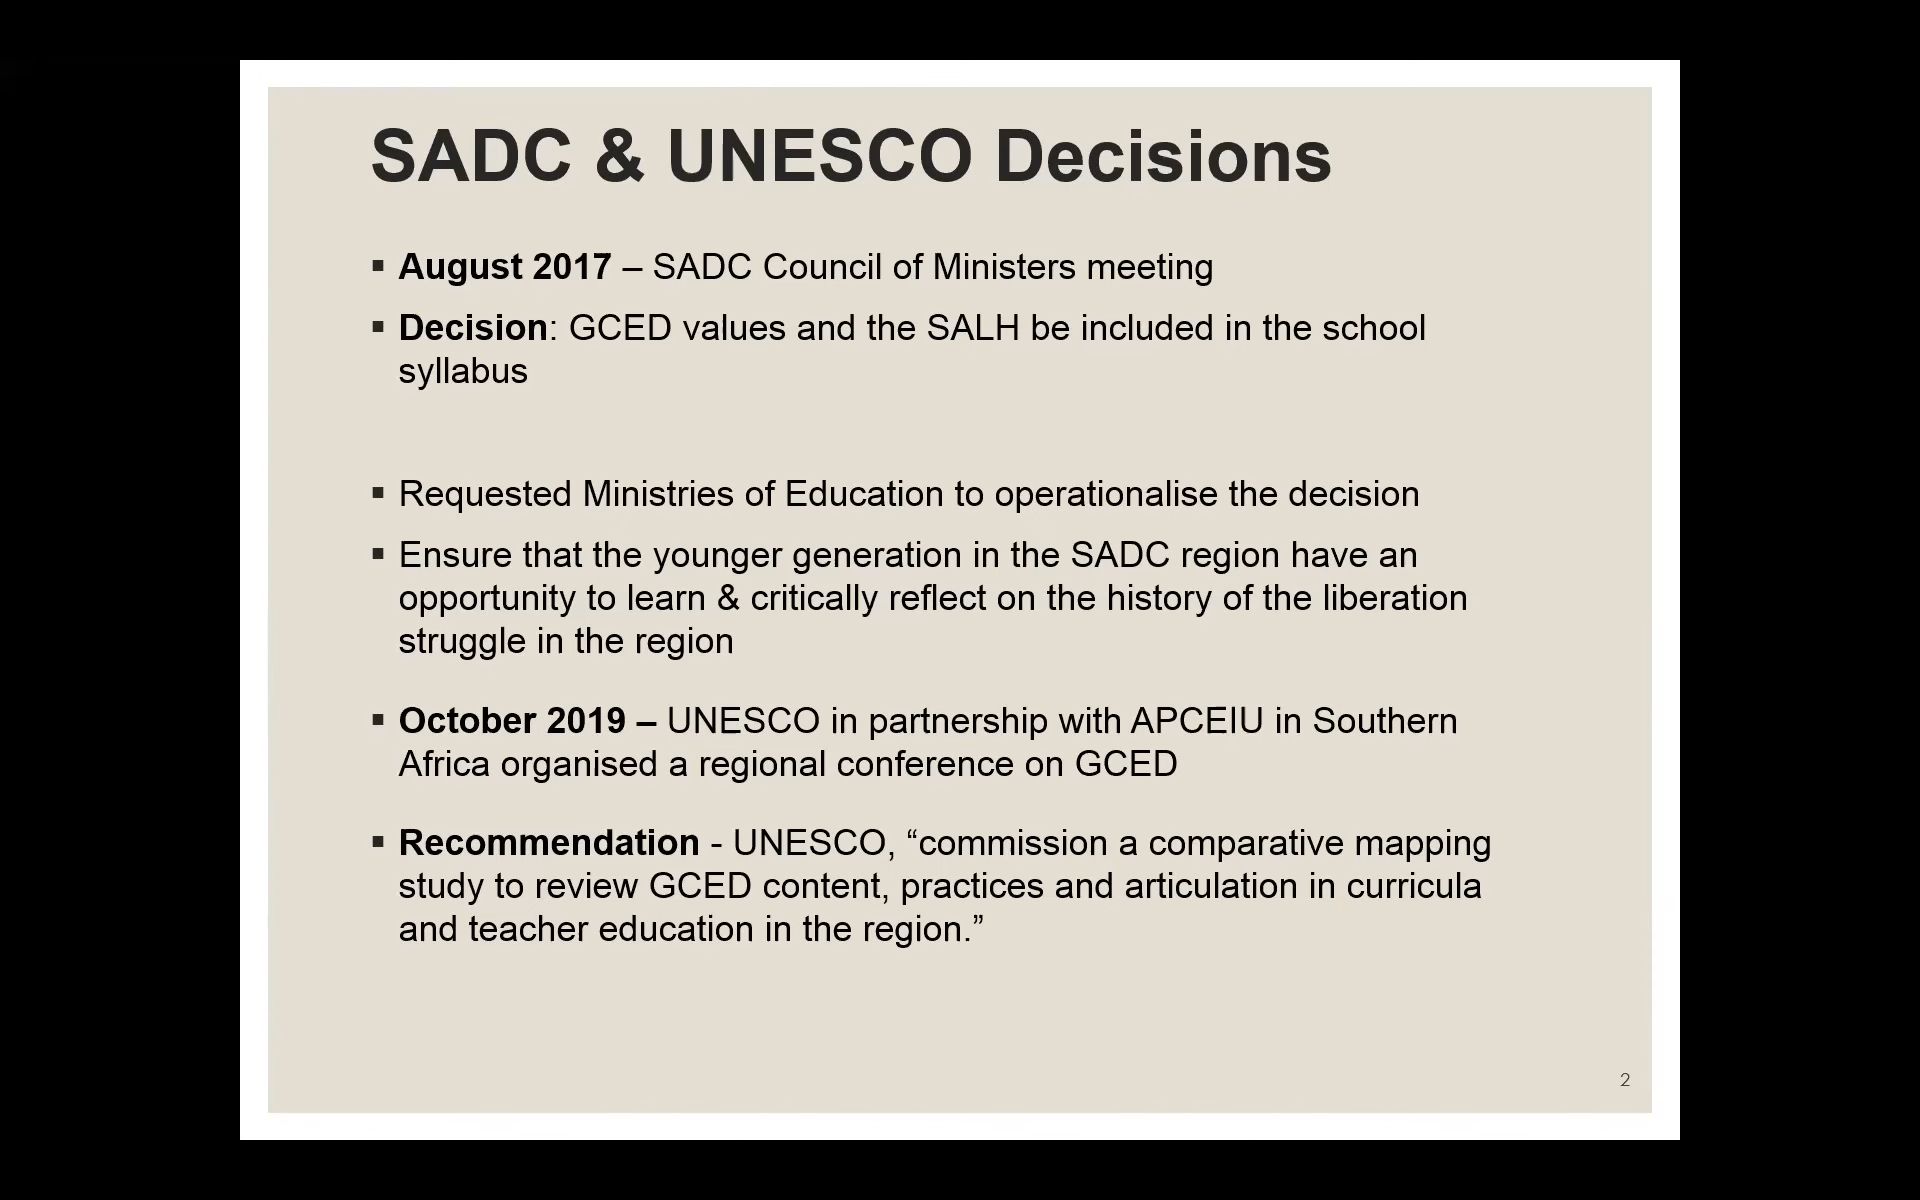 SADC & UNESCO Decisions
▪ August 2017 – SADC Council of Ministers meeting
▪ Decision: GCED values and the SALH be included in the school
syllabus
▪ Requested Ministries of Education to operationalise the decision
▪ Ensure that the younger generation in the SADC region have an
opportunity to learn & critically reflect on the history of the liberation
struggle in the region
▪ October 2019 – UNESCO in partnership with APCEIU in Southern
Africa organised a regional conference on GCED
▪ Recommendation - UNESCO, “commission a comparative mapping
study to review GCED content, practices and articulation in curricula
and teacher education in the region.”
2